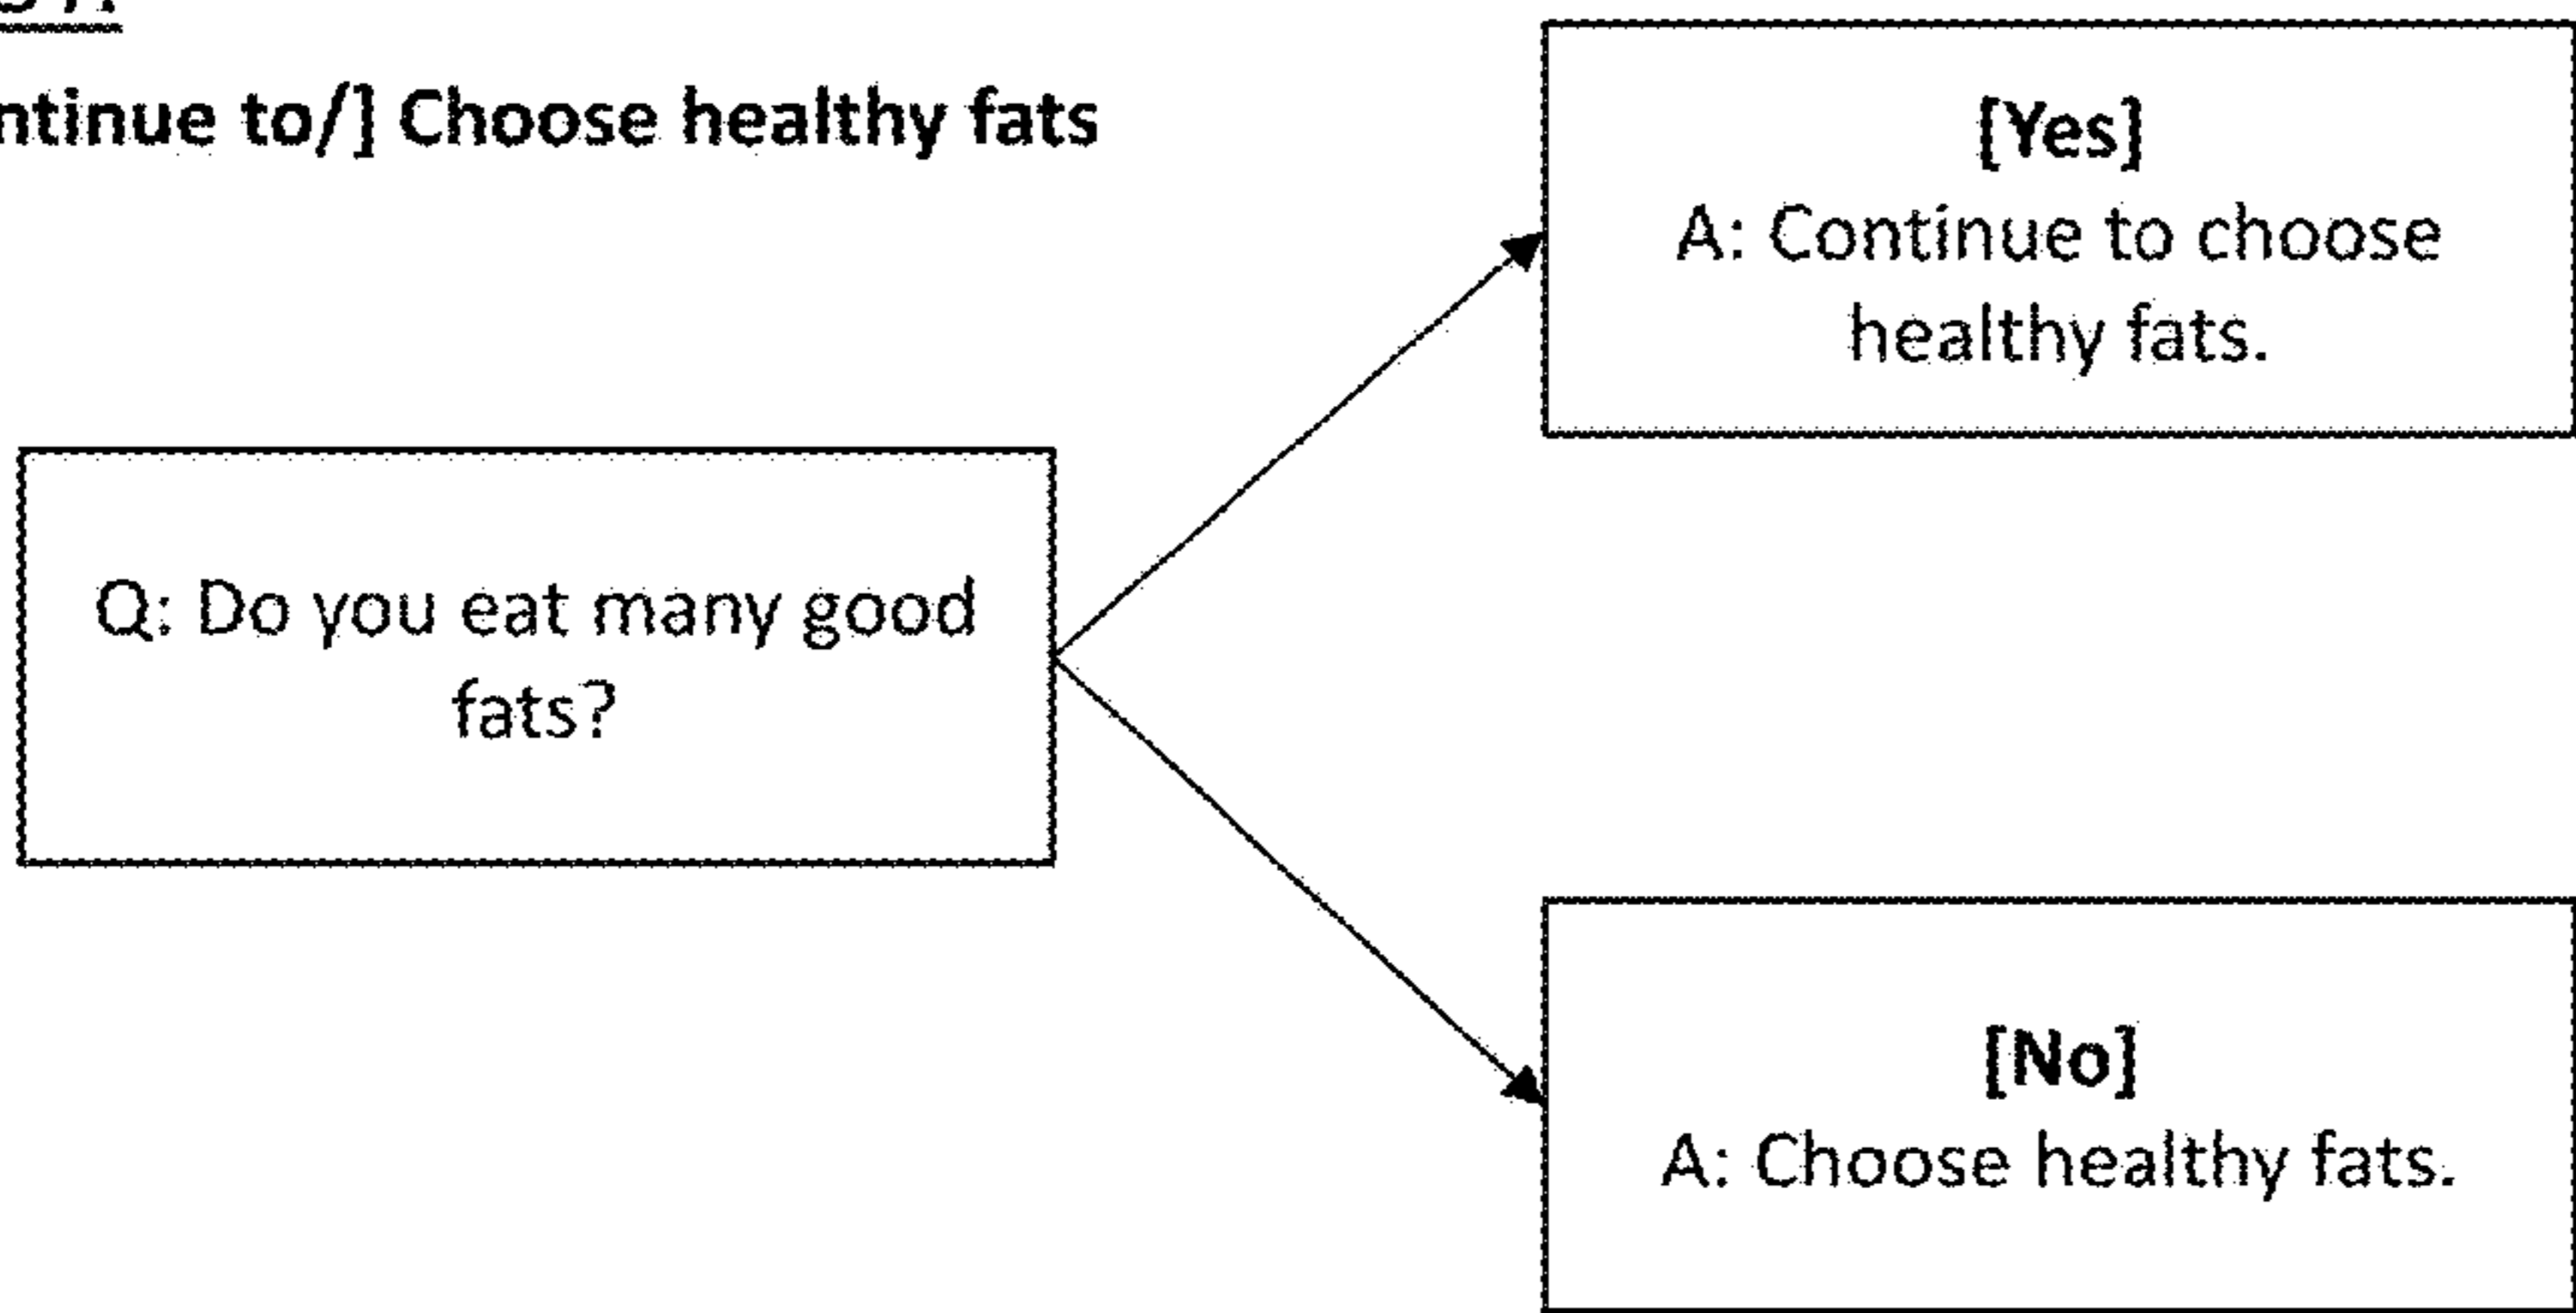 ntinue to/] Choose healthy fats
[Yes]
A: Continue to choose
healthy fats.
Q: Do you eat many good
fats?
[No]
A: Choose healthy fats.